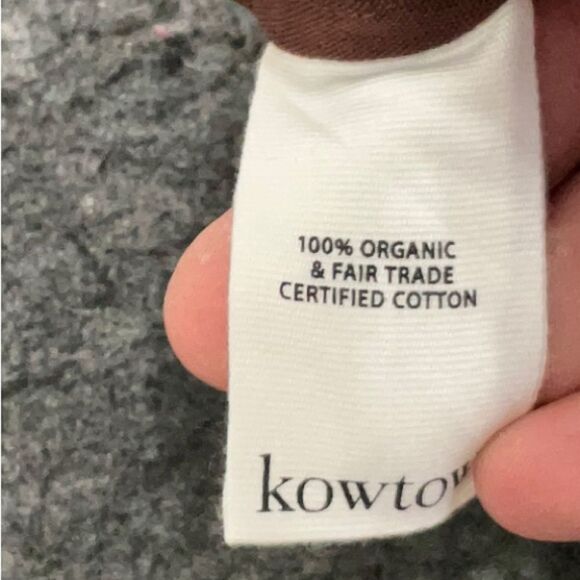 100% ORGANIC
& FAIR TRADE
CERTIFIED COTTON
kowtow